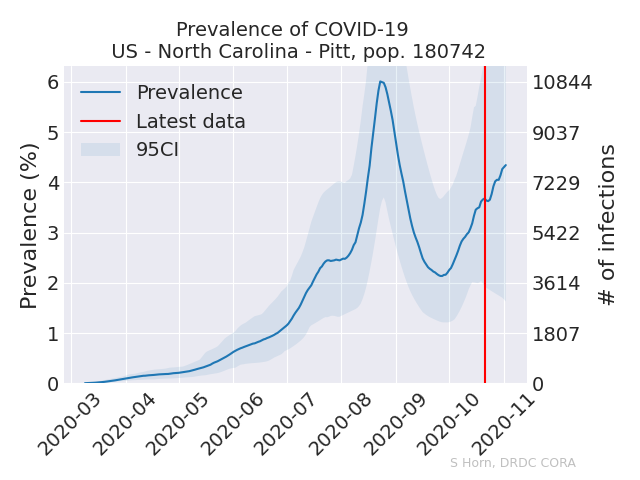 Prevalence of COVID-19
US - North Carolina - Pitt, pop. 180742
Prevalence
Latest data
95CI
Prevalence (%)
6
5
4
3
2
1
0
10844
9037
7229
5422
3614
1807
0
# of infections
2020-03
2020-04
2020-05
2020-06
2020-07
2020-08
2020-09
2020-10
2020-11
S Horn, DRDC CORA